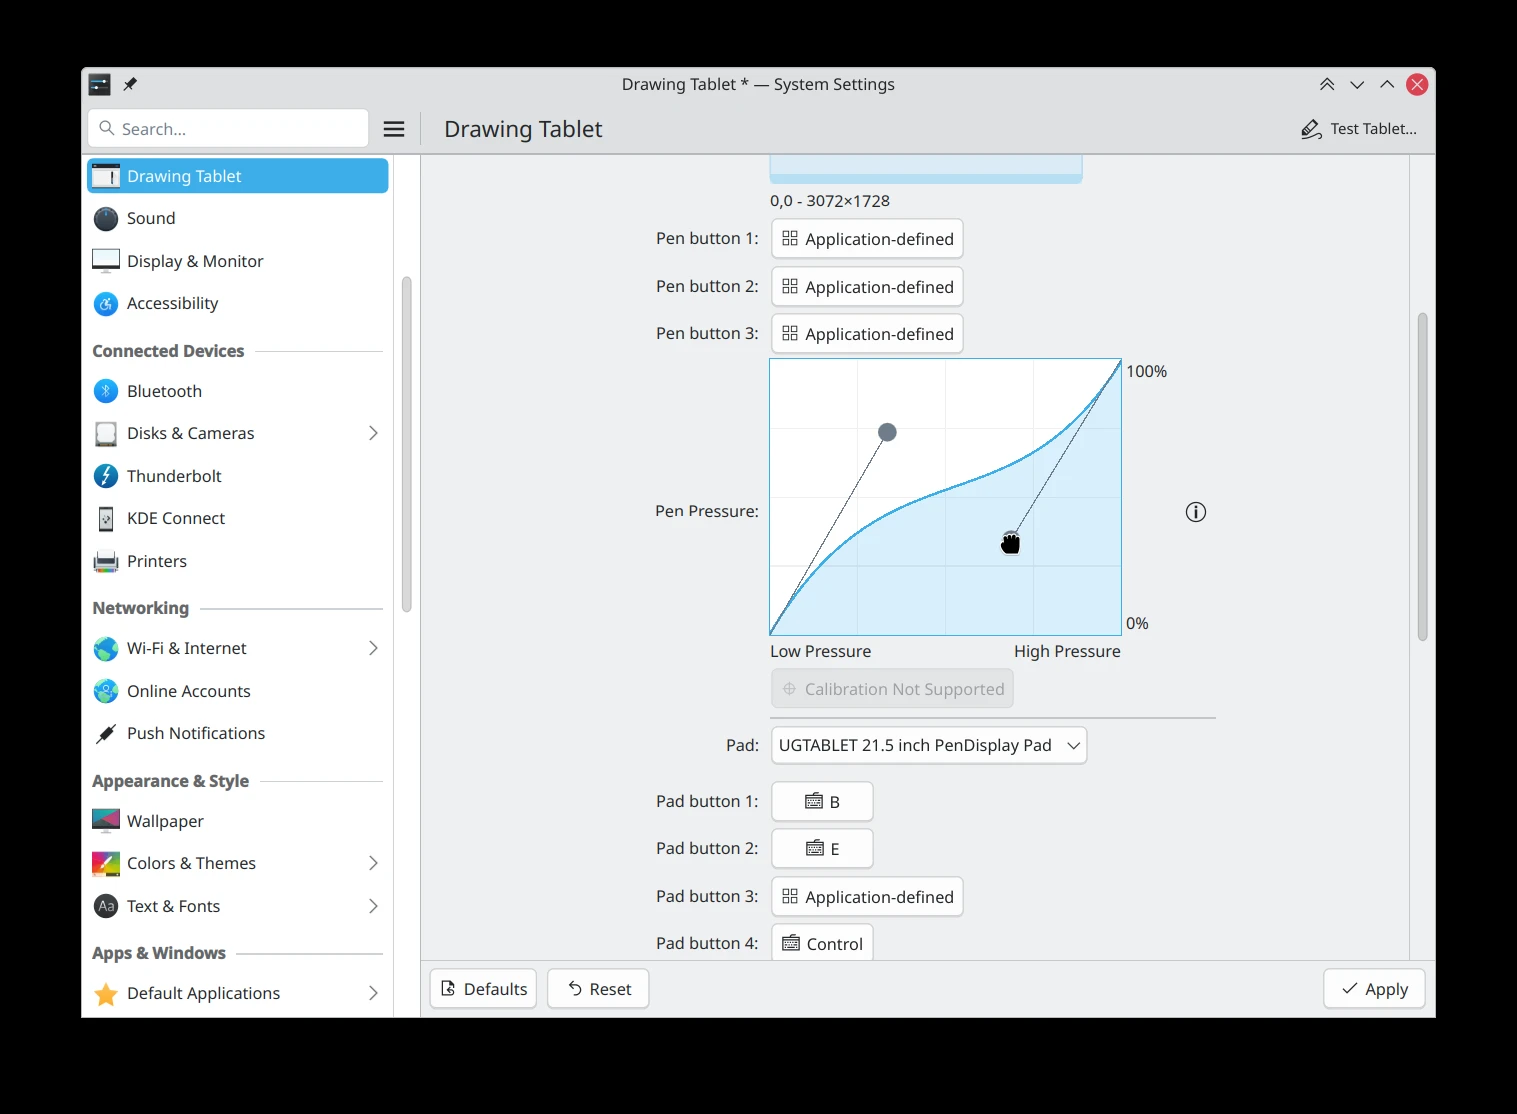 Drawing Tablet * — System Settings
Search...
Drawing Tablet
Test Tablet...
Drawing Tablet
Sound
Display & Monitor
Accessibility
Connected Devices
Bluetooth
Disks & Cameras
Thunderbolt
KDE Connect
Printers
Networking
Wi-Fi & Internet
Online Accounts
Push Notifications
Appearance & Style
Wallpaper
Colors & Themes
Aa Text & Fonts
Apps & Windows
Default Applications
0,0 - 3072×1728
Pen button 1: Application-defined
Pen button 2: Application-defined
Pen button 3: Application-defined
100%
Pen Pressure:
0%
Low Pressure High Pressure
Calibration Not Supported
Pad: UGTABLET 21.5 inch PenDisplay Pad
Pad button 1: B
Pad button 2: E
Pad button 3: Application-defined
Pad button 4: Control
Defaults Reset Apply